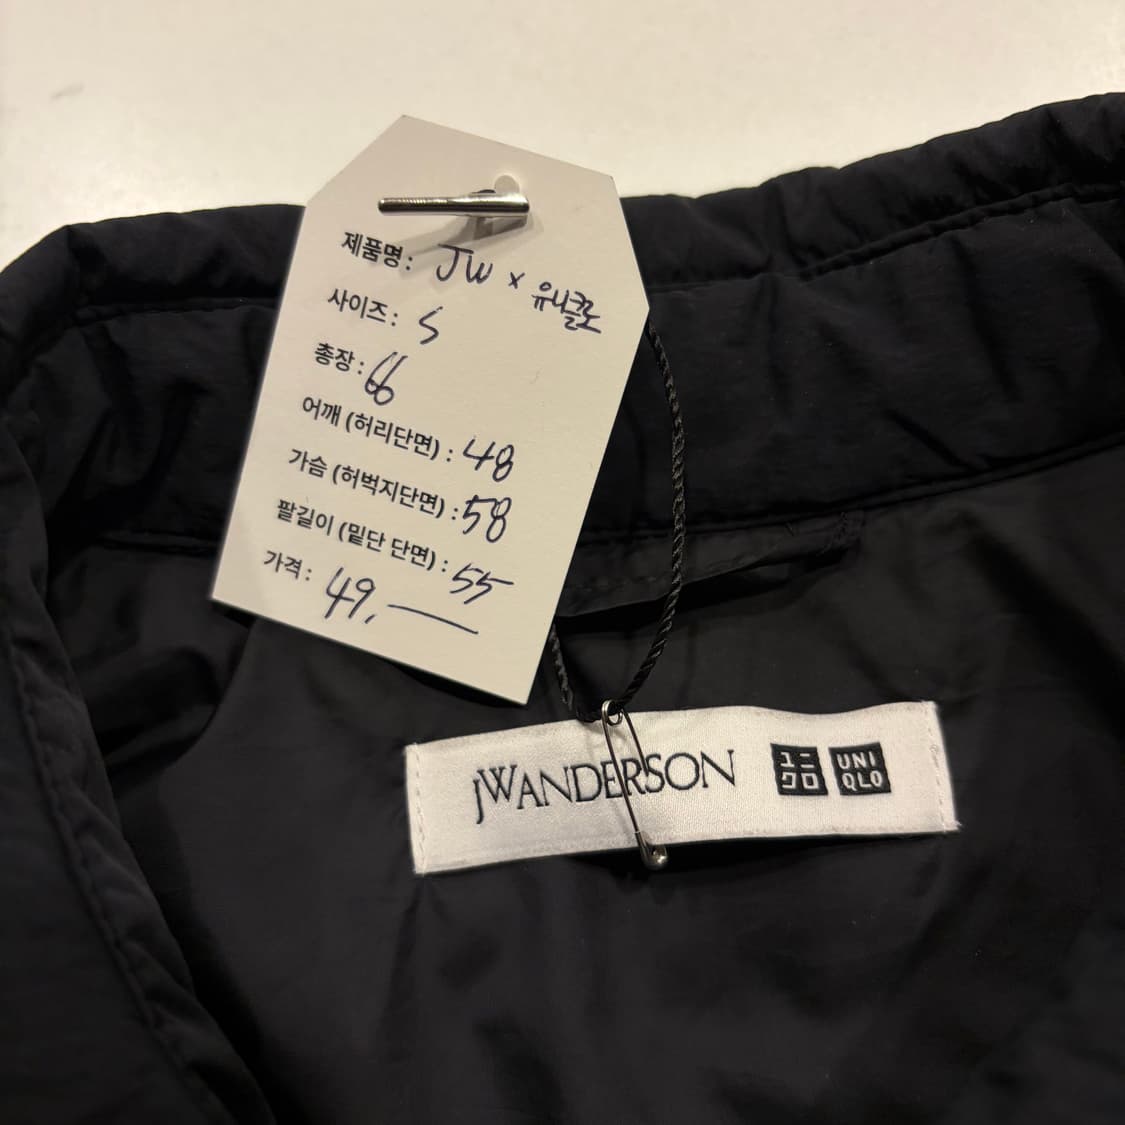 제품명: JW x 유니클로
사이즈: S
총장: 66
어깨 (허리단면) : 48
가슴 (허벅지단면) : 58
팔길이 (밑단 단면) : 55
가격: 49,—
JWANDERSON
ユニ
クロ
UNI
QLO